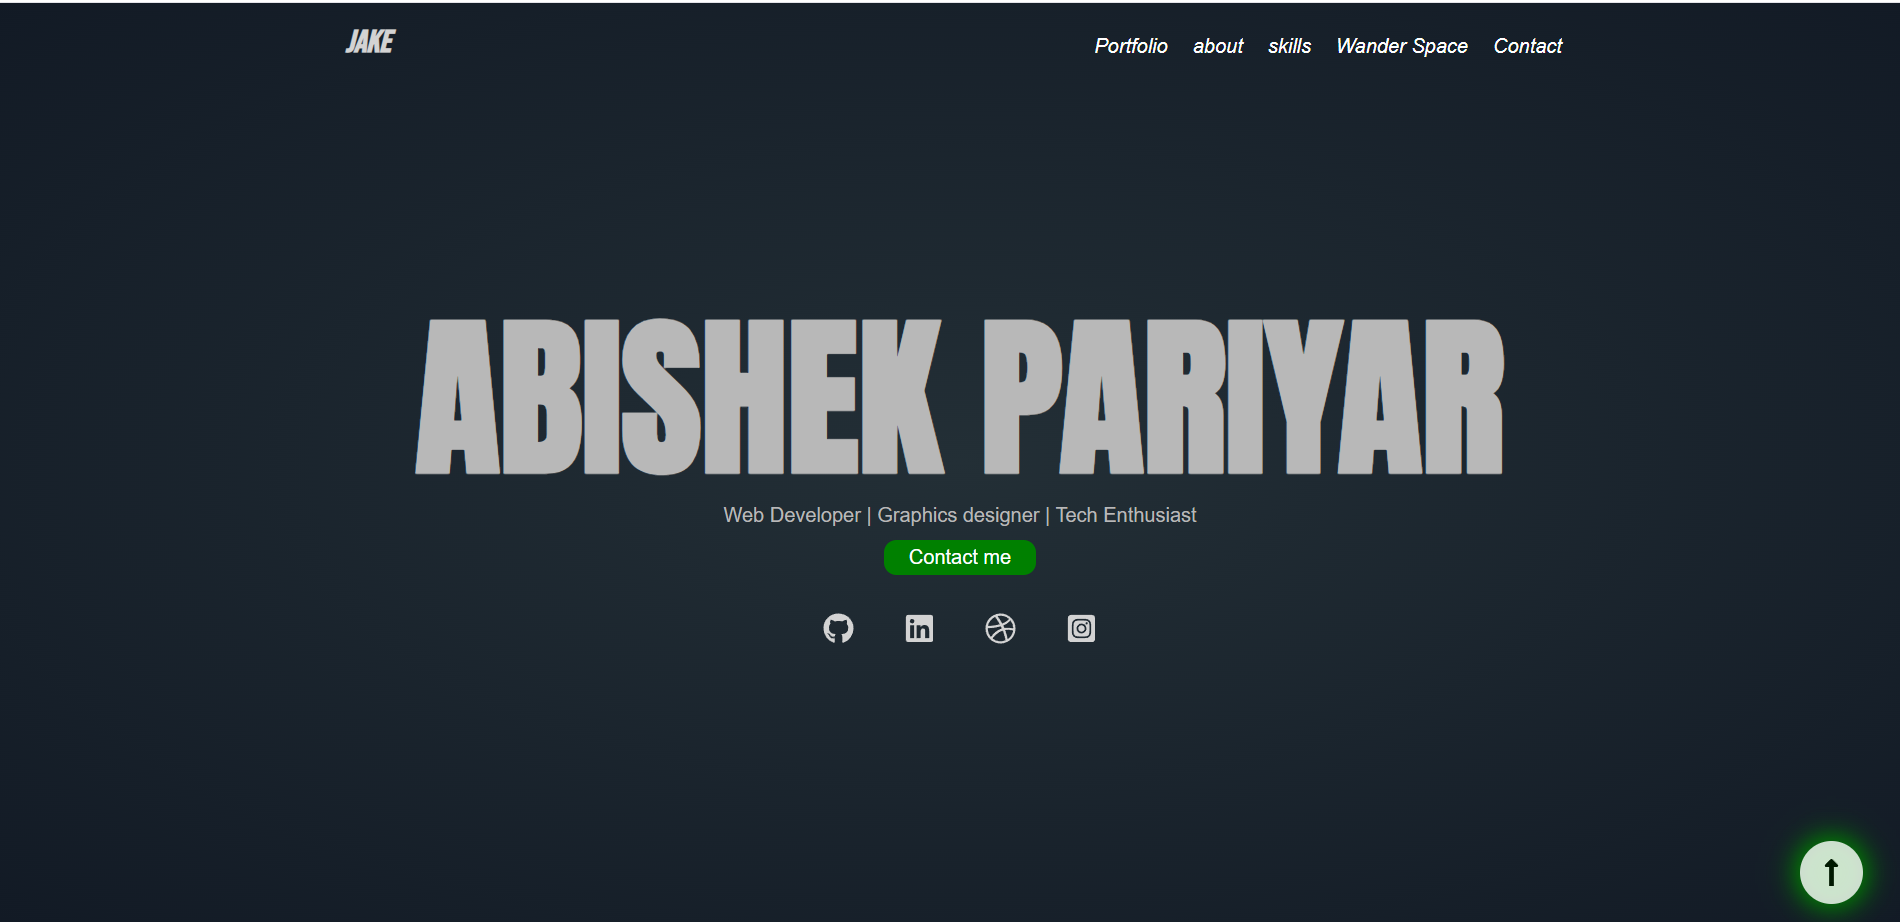 JAKE
Portfolio about skills Wander Space Contact
ABISHEK PARIYAR
Web Developer | Graphics designer | Tech Enthusiast
Contact me